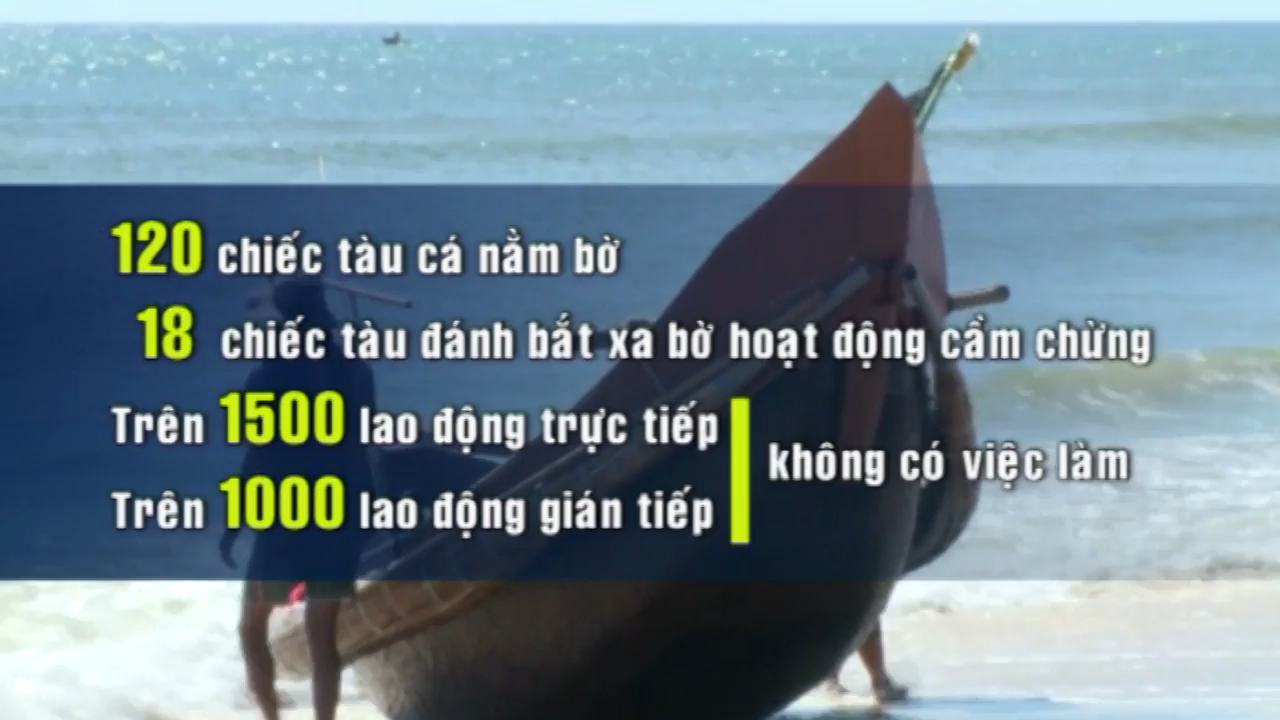 120 chiếc tàu cá nằm bờ
18 chiếc tàu đánh bắt xa bờ hoạt động cầm chừng
Trên 1500 lao động trực tiếp
Trên 1000 lao động gián tiếp
không có việc làm